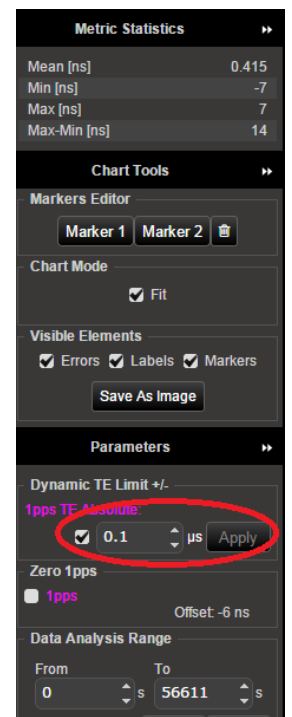 Metric Statistics
Mean [ns] 0.415
Min [ns] -7
Max [ns] 7
Max-Min [ns] 14
Chart Tools
Markers Editor
Marker 1 Marker 2
Chart Mode
Fit
Visible Elements
Errors Labels Markers
Save As Image
Parameters
Dynamic TE Limit +/-
1pps TE Absolute:
0.1 µs Apply
Zero 1pps
1pps
Offset: -6 ns
Data Analysis Range
From To
0 s 56611 s